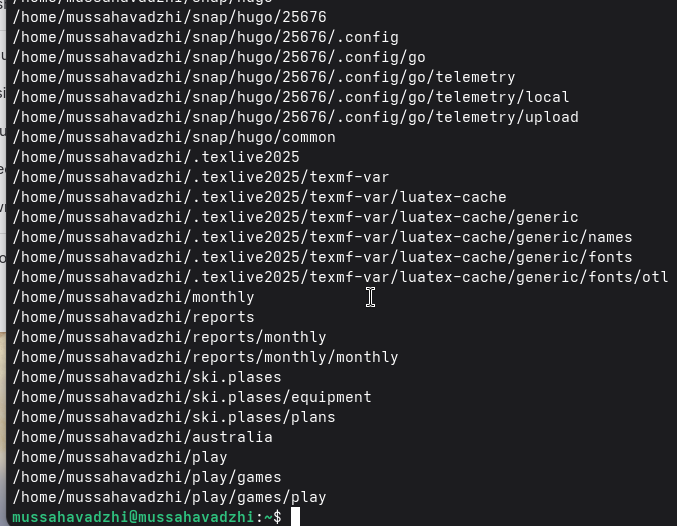 /home/mussahavadzhi/snap/hugo/25676
/home/mussahavadzhi/snap/hugo/25676/.config
/home/mussahavadzhi/snap/hugo/25676/.config/go
/home/mussahavadzhi/snap/hugo/25676/.config/go/telemetry
/home/mussahavadzhi/snap/hugo/25676/.config/go/telemetry/local
/home/mussahavadzhi/snap/hugo/25676/.config/go/telemetry/upload
/home/mussahavadzhi/snap/hugo/common
/home/mussahavadzhi/.texlive2025
/home/mussahavadzhi/.texlive2025/texmf-var
/home/mussahavadzhi/.texlive2025/texmf-var/luatex-cache
/home/mussahavadzhi/.texlive2025/texmf-var/luatex-cache/generic
/home/mussahavadzhi/.texlive2025/texmf-var/luatex-cache/generic/names
/home/mussahavadzhi/.texlive2025/texmf-var/luatex-cache/generic/fonts
/home/mussahavadzhi/.texlive2025/texmf-var/luatex-cache/generic/fonts/otl
/home/mussahavadzhi/monthly
/home/mussahavadzhi/reports
/home/mussahavadzhi/reports/monthly
/home/mussahavadzhi/reports/monthly/monthly
/home/mussahavadzhi/ski.plases
/home/mussahavadzhi/ski.plases/equipment
/home/mussahavadzhi/ski.plases/plans
/home/mussahavadzhi/australia
/home/mussahavadzhi/play
/home/mussahavadzhi/play/games
/home/mussahavadzhi/play/games/play
mussahavadzhi@mussahavadzhi:~$